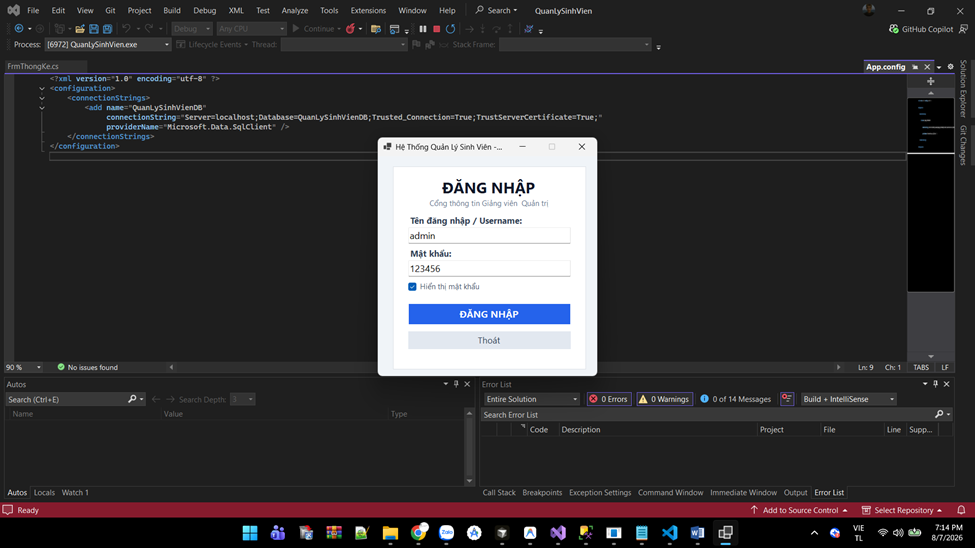 File Edit View Git Project Build Debug XML Test Analyze Tools Extensions Window Help Search QuanLySinhVien
Debug Any CPU Continue GitHub Copilot
Process: [6972] QuanLySinhVien.exe Lifecycle Events Thread: Stack Frame:
FrmThongKe.cs App.config
<?xml version="1.0" encoding="utf-8" ?>
<configuration>
<connectionStrings>
<add name="QuanLySinhVienDB"
connectionString="Server=localhost;Database=QuanLySinhVienDB;Trusted_Connection=True;TrustServerCertificate=True;"
providerName="Microsoft.Data.SqlClient" />
</connectionStrings>
</configuration>
Solution Explorer
Git Changes
Hệ Thống Quản Lý Sinh Viên -...
ĐĂNG NHẬP
Cổng thông tin Giảng viên Quản trị
Tên đăng nhập / Username:
admin
Mật khẩu:
123456
Hiển thị mật khẩu
ĐĂNG NHẬP
Thoát
90 % No issues found Ln: 9 Ch: 1 TABS LF
Autos
Search (Ctrl+E) Search Depth: 3
Name Value Type
Autos Locals Watch 1
Error List
Entire Solution 0 Errors 0 Warnings 0 of 14 Messages Build + IntelliSense
Search Error List
Code Description Project File Line Supp...
Call Stack Breakpoints Exception Settings Command Window Immediate Window Output Error List
Ready Add to Source Control Select Repository
Zalo
VIE
TL
7:14 PM
8/7/2026